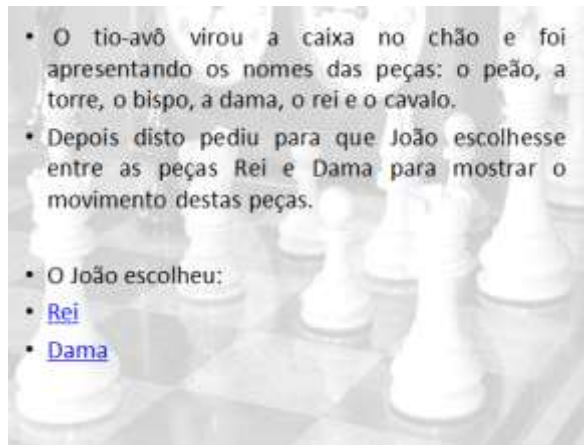 • O tio-avô virou a caixa no chão e foi
apresentando os nomes das peças: o peão, a
torre, o bispo, a dama, o rei e o cavalo.
• Depois disto pediu para que João escolhesse
entre as peças Rei e Dama para mostrar o
movimento destas peças.
• O João escolheu:
• Rei
• Dama